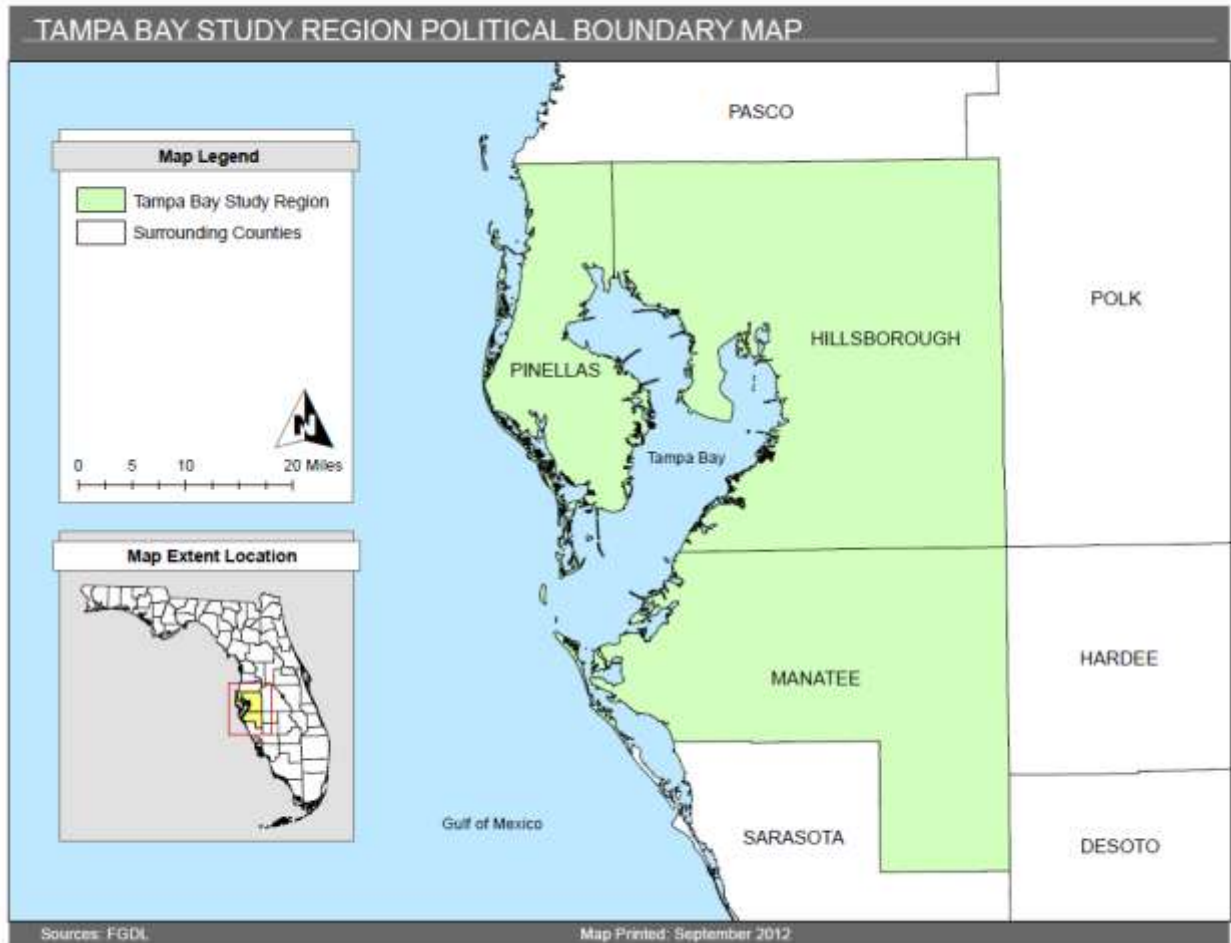 TAMPA BAY STUDY REGION POLITICAL BOUNDARY MAP
Map Legend
Tampa Bay Study Region
Surrounding Counties
N
0 5 10 20 Miles
Map Extent Location
PASCO
POLK
HILLSBOROUGH
PINELLAS
Tampa Bay
HARDEE
MANATEE
Gulf of Mexico
SARASOTA
DESOTO
Sources: FGDL
Map Printed: September 2012